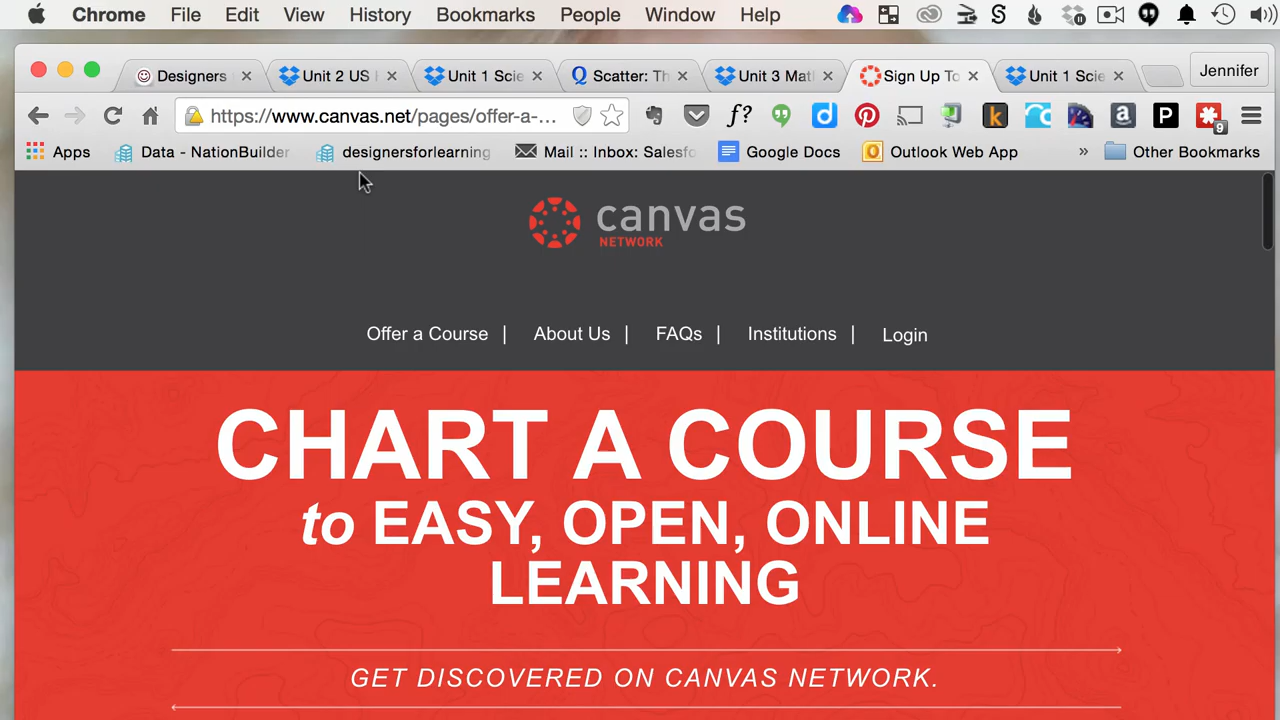 Chrome File Edit View History Bookmarks People Window Help
Designers Unit 2 US Unit 1 Scie Scatter: Th Unit 3 Mat Sign Up To Unit 1 Scie Jennifer
https://www.canvas.net/pages/offer-a-... f? d k a P 9
Apps Data - NationBuilder designersforlearning Mail :: Inbox: Salesfo Google Docs Outlook Web App » Other Bookmarks
canvas
NETWORK
Offer a Course | About Us | FAQs | Institutions | Login
CHART A COURSE
to EASY, OPEN, ONLINE
LEARNING
GET DISCOVERED ON CANVAS NETWORK.